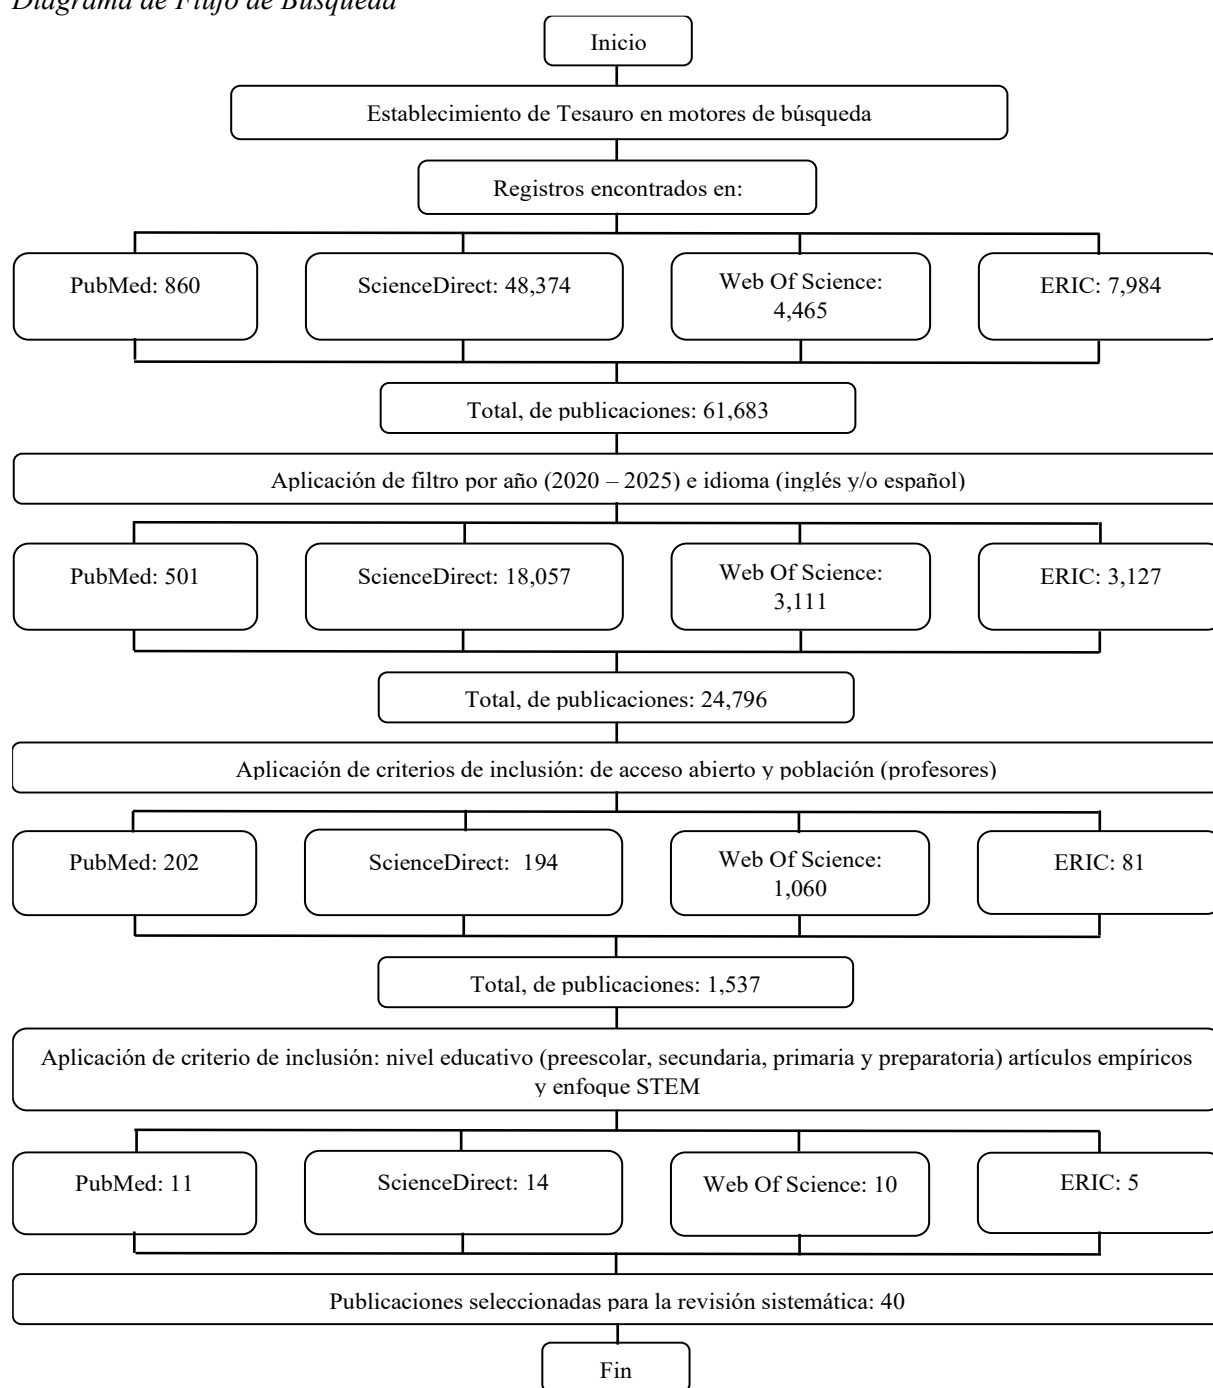 Diagrama de Flujo de Búsqueda
Inicio
Establecimiento de Tesauro en motores de búsqueda
Registros encontrados en:
PubMed: 860
ScienceDirect: 48,374
Web Of Science:
4,465
ERIC: 7,984
Total, de publicaciones: 61,683
Aplicación de filtro por año (2020 – 2025) e idioma (inglés y/o español)
PubMed: 501
ScienceDirect: 18,057
Web Of Science:
3,111
ERIC: 3,127
Total, de publicaciones: 24,796
Aplicación de criterios de inclusión: de acceso abierto y población (profesores)
PubMed: 202
ScienceDirect: 194
Web Of Science:
1,060
ERIC: 81
Total, de publicaciones: 1,537
Aplicación de criterio de inclusión: nivel educativo (preescolar, secundaria, primaria y preparatoria) artículos empíricos
y enfoque STEM
PubMed: 11
ScienceDirect: 14
Web Of Science: 10
ERIC: 5
Publicaciones seleccionadas para la revisión sistemática: 40
Fin